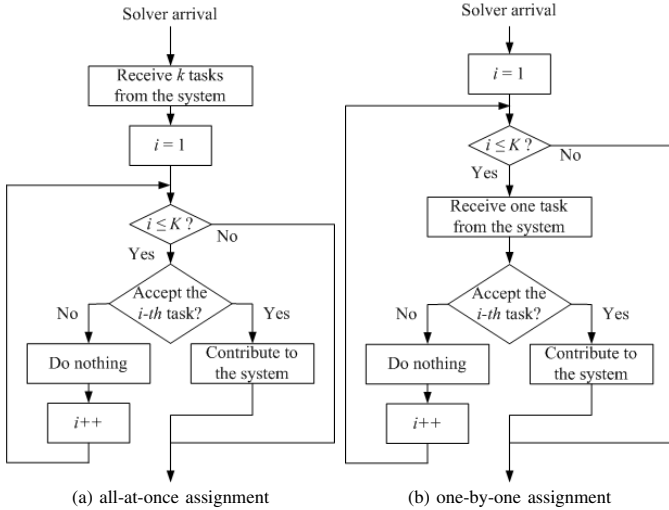 Solver arrival
Receive k tasks
from the system
i = 1
i ≤ K ?
No
Yes
Accept the
i-th task?
No
Yes
Do nothing
Contribute to
the system
i++
(a) all-at-once assignment
Solver arrival
i = 1
i ≤ K ?
No
Yes
Receive one task
from the system
Accept the
i-th task?
No
Yes
Do nothing
Contribute to
the system
i++
(b) one-by-one assignment